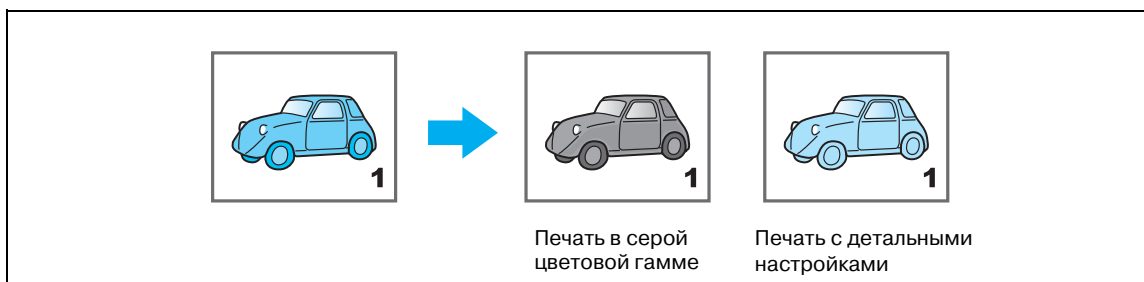 1
1
1
Печать в серой
цветовой гамме
Печать с детальными
настройками